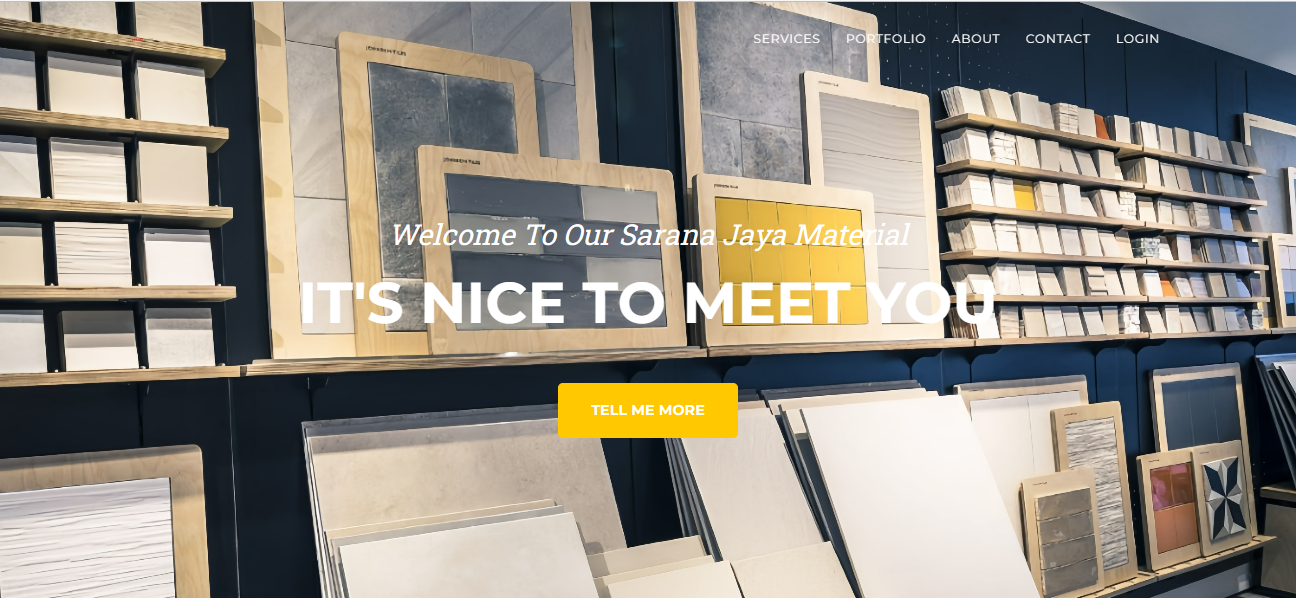 SERVICES PORTFOLIO ABOUT CONTACT LOGIN
Welcome To Our Sarana Jaya Material
IT'S NICE TO MEET YOU
TELL ME MORE